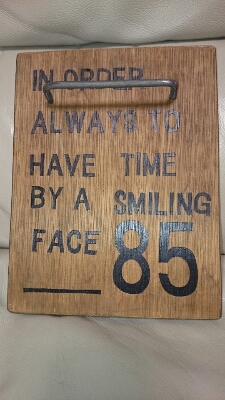 IN ORDER
ALWAYS TO
HAVE TIME
BY A SMILING
FACE 85